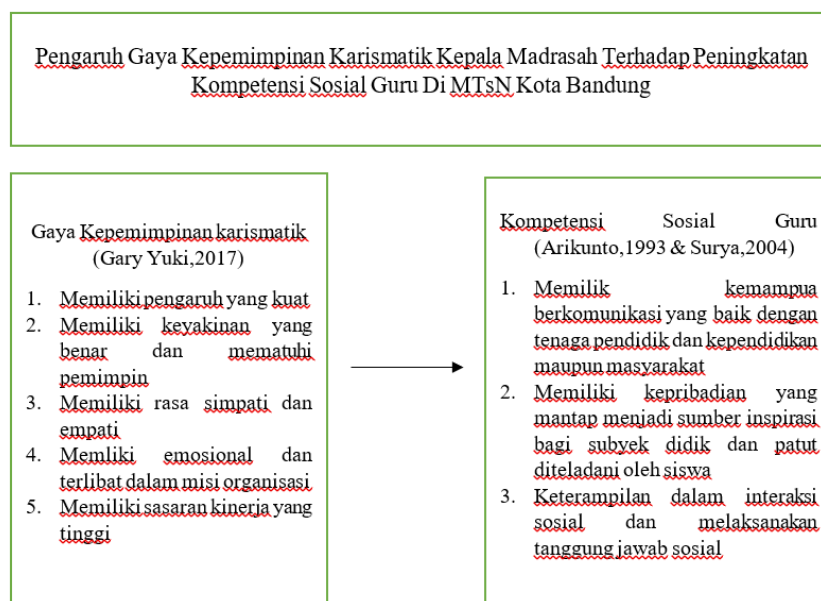 Pengaruh Gaya Kepemimpinan Karismatik Kepala Madrasah Terhadap Peningkatan
Kompetensi Sosial Guru Di MTsN Kota Bandung
Gaya Kepemimpinan karismatik
(Gary Yuki,2017)
1. Memiliki pengaruh yang kuat
2. Memiliki keyakinan yang
benar dan mematuhi
pemimpin
3. Memiliki rasa simpati dan
empati
4. Memliki emosional dan
terlibat dalam misi organisasi
5. Memiliki sasaran kinerja yang
tinggi
Kompetensi Sosial Guru
(Arikunto,1993 & Surya,2004)
1. Memilik kemampua
berkomunikasi yang baik dengan
tenaga pendidik dan kependidikan
maupun masyarakat
2. Memiliki kepribadian yang
mantap menjadi sumber inspirasi
bagi subyek didik dan patut
diteladani oleh siswa
3. Keterampilan dalam interaksi
sosial dan melaksanakan
tanggung jawab sosial